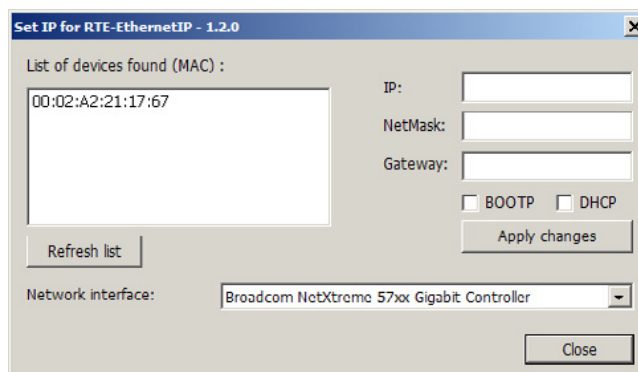 Set IP for RTE-EthernetIP - 1.2.0
List of devices found (MAC) :
00:02:A2:21:17:67
IP:
NetMask:
Gateway:
BOOTP DHCP
Refresh list
Apply changes
Network interface:
Broadcom NetXtreme 57xx Gigabit Controller
Close